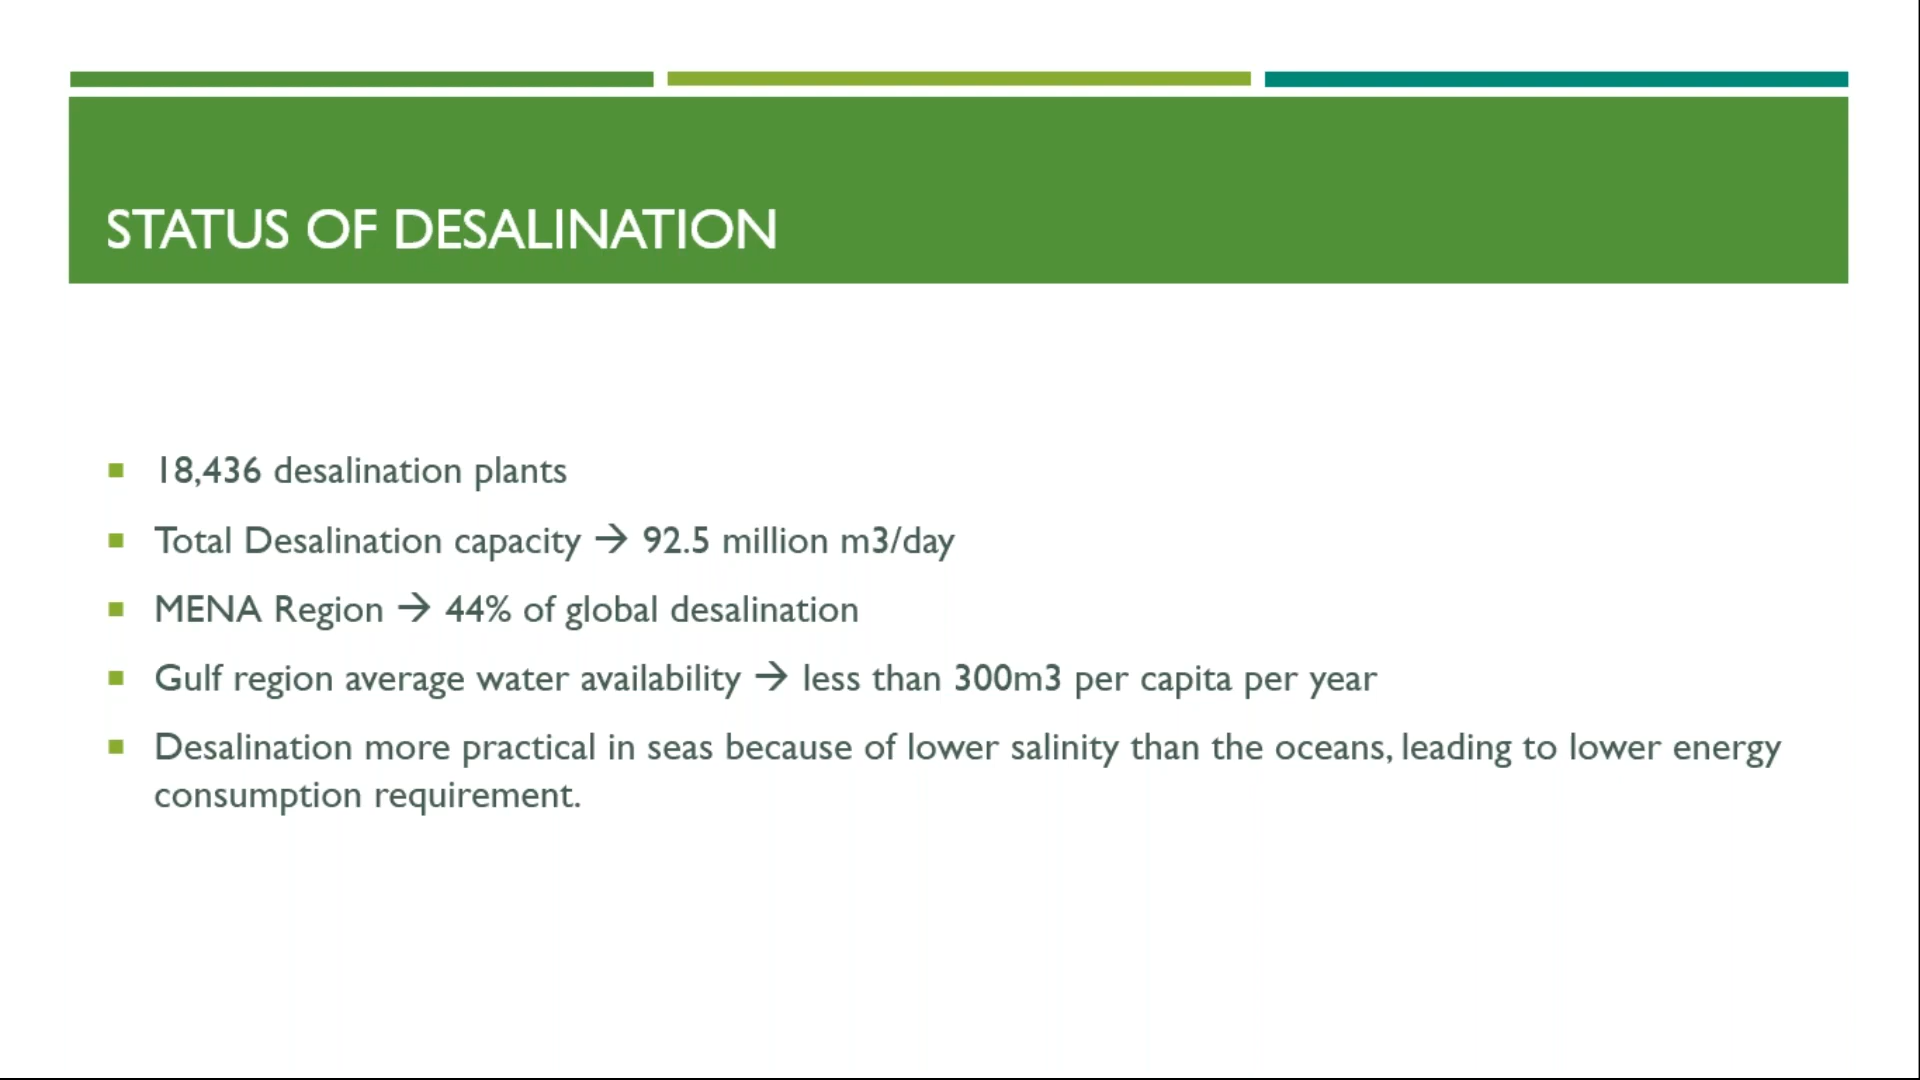 STATUS OF DESALINATION
18,436 desalination plants
Total Desalination capacity → 92.5 million m3/day
MENA Region → 44% of global desalination
Gulf region average water availability → less than 300m3 per capita per year
Desalination more practical in seas because of lower salinity than the oceans, leading to lower energy
consumption requirement.